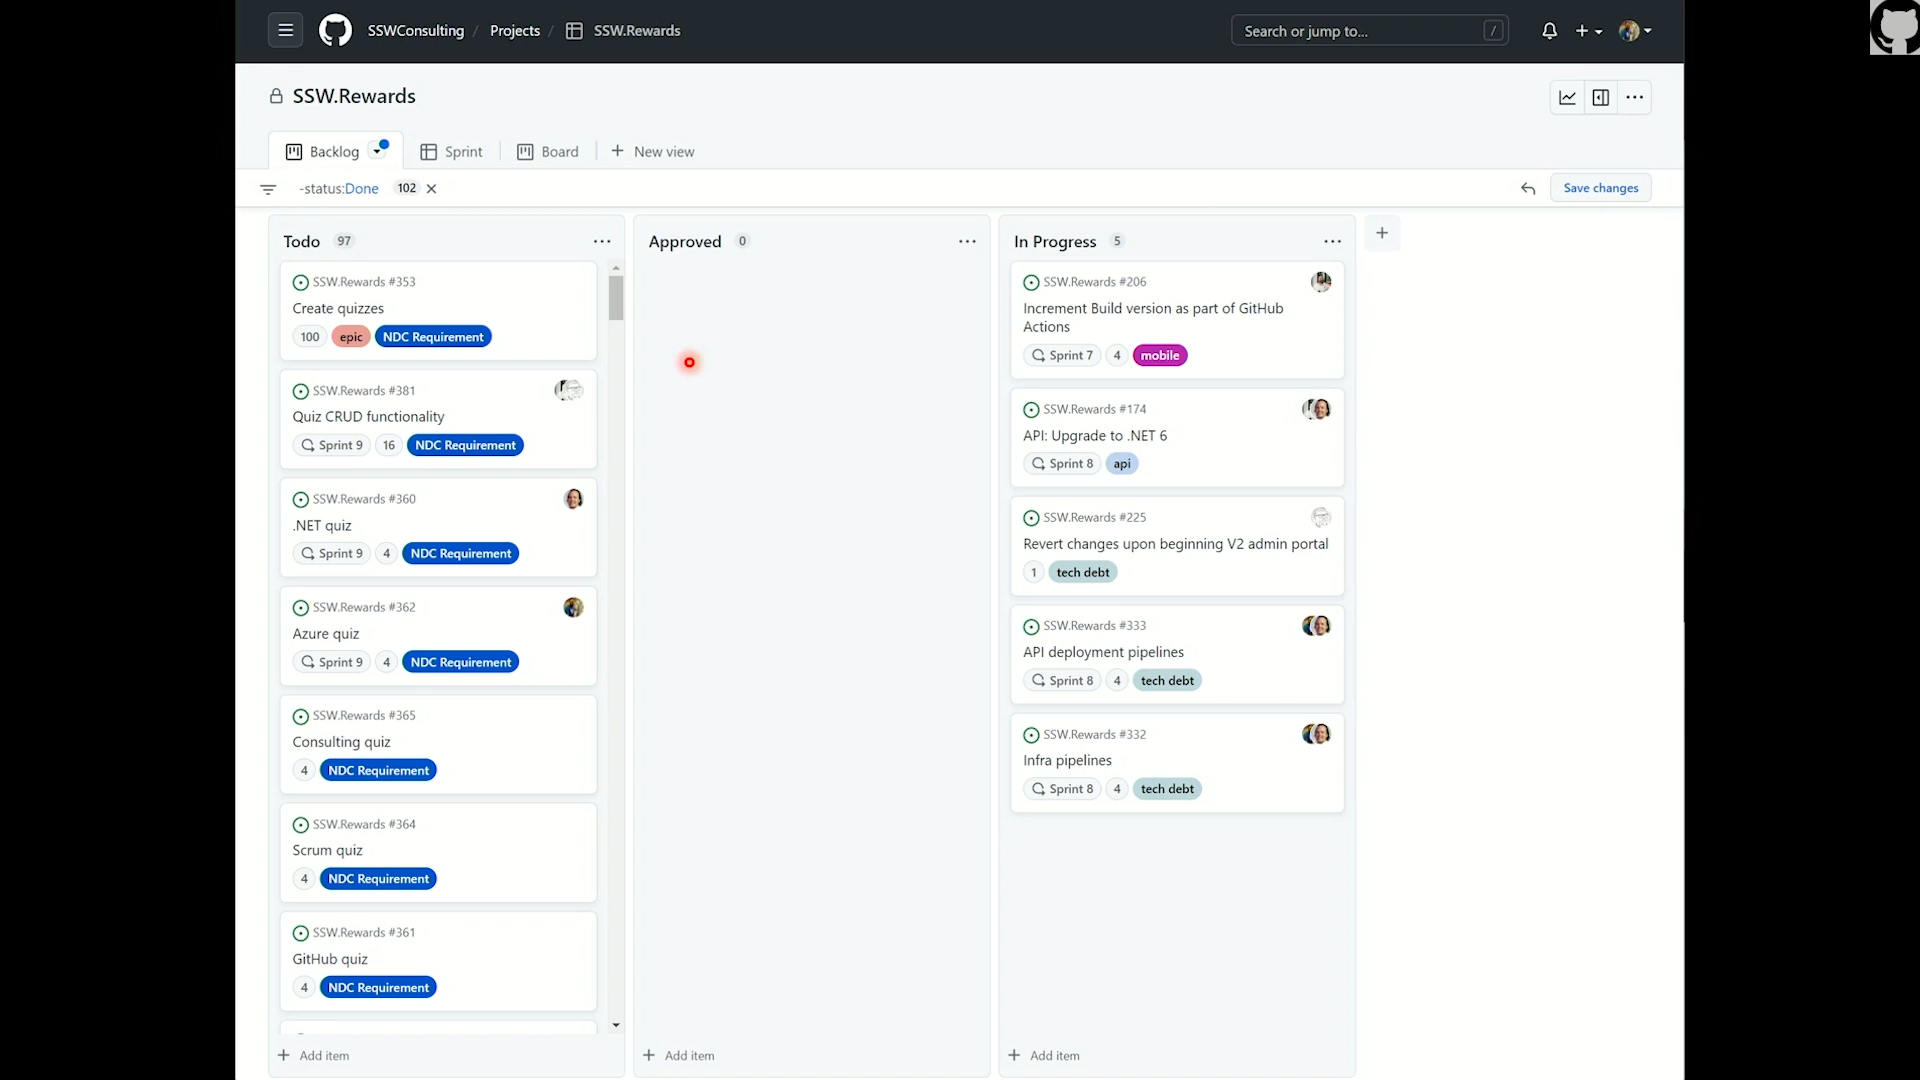 SSWConsulting / Projects / SSW.Rewards
Search or jump to... /
SSW.Rewards
Backlog Sprint Board + New view
-status:Done 102
Save changes
Todo 97
SSW.Rewards #353
Create quizzes
100 epic NDC Requirement
SSW.Rewards #381
Quiz CRUD functionality
Sprint 9 16 NDC Requirement
SSW.Rewards #360
.NET quiz
Sprint 9 4 NDC Requirement
SSW.Rewards #362
Azure quiz
Sprint 9 4 NDC Requirement
SSW.Rewards #365
Consulting quiz
4 NDC Requirement
SSW.Rewards #364
Scrum quiz
4 NDC Requirement
SSW.Rewards #361
GitHub quiz
4 NDC Requirement
+ Add item
Approved 0
+ Add item
In Progress 5
SSW.Rewards #206
Increment Build version as part of GitHub
Actions
Sprint 7 4 mobile
SSW.Rewards #174
API: Upgrade to .NET 6
Sprint 8 api
SSW.Rewards #225
Revert changes upon beginning V2 admin portal
1 tech debt
SSW.Rewards #333
API deployment pipelines
Sprint 8 4 tech debt
SSW.Rewards #332
Infra pipelines
Sprint 8 4 tech debt
+ Add item